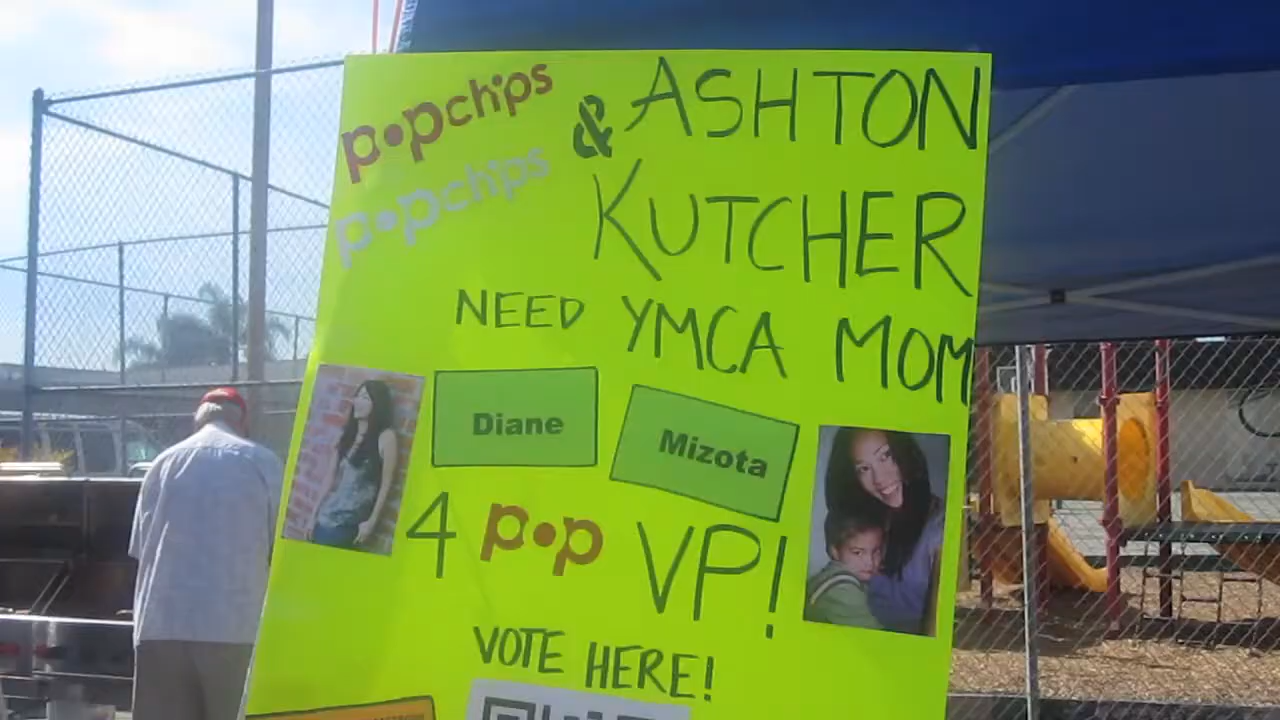 popchips & ASHTON
popchips
KUTCHER
NEED YMCA MOM
Diane Mizota
4 pop VP!
VOTE HERE!